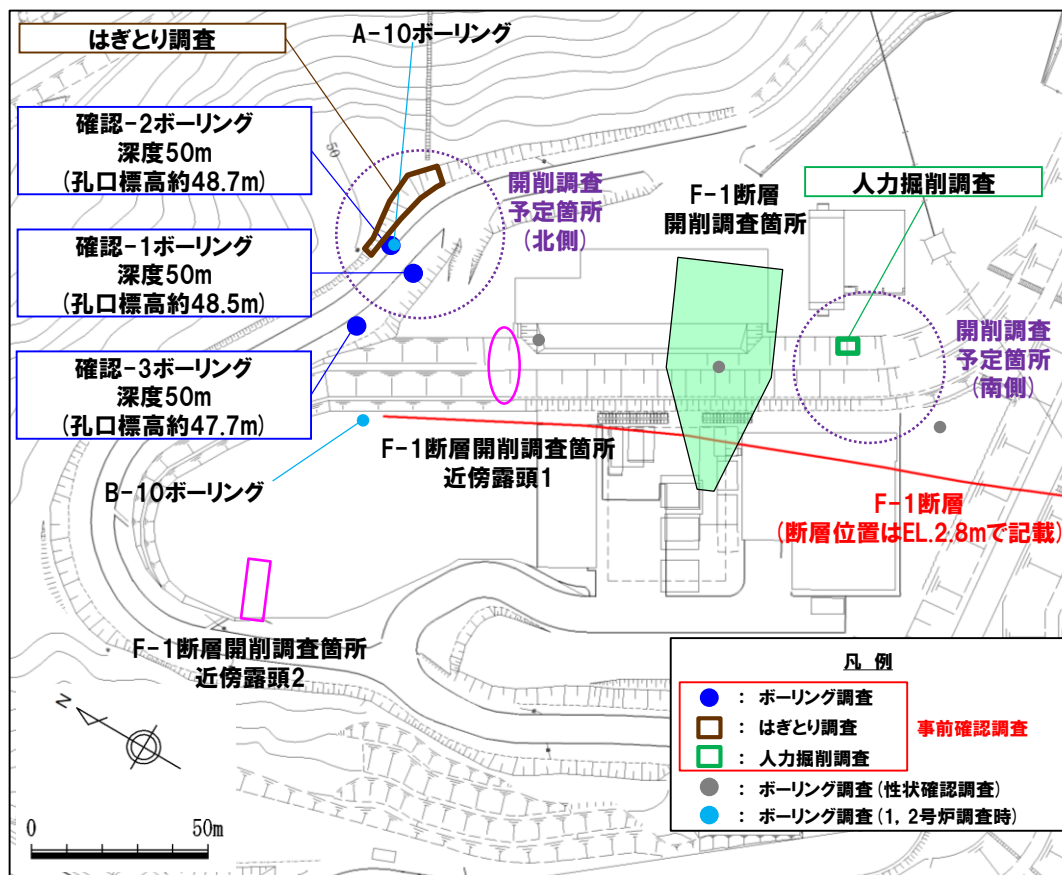 はぎとり調査
A-10ボーリング
確認-2ボーリング
深度50m
(孔口標高約48.7m)
50
開削調査
予定箇所
(北側)
F-1断層
開削調査箇所
人力掘削調査
確認-1ボーリング
深度50m
(孔口標高約48.5m)
確認-3ボーリング
深度50m
(孔口標高約47.7m)
開削調査
予定箇所
(南側)
F-1断層開削調査箇所
近傍露頭1
B-10ボーリング
F-1断層
(断層位置はEL.2.8mで記載)
F-1断層開削調査箇所
近傍露頭2
凡 例
: ボーリング調査
: はぎとり調査
: 人力掘削調査
事前確認調査
: ボーリング調査(性状確認調査)
: ボーリング調査(1, 2号炉調査時)
N
0 50m